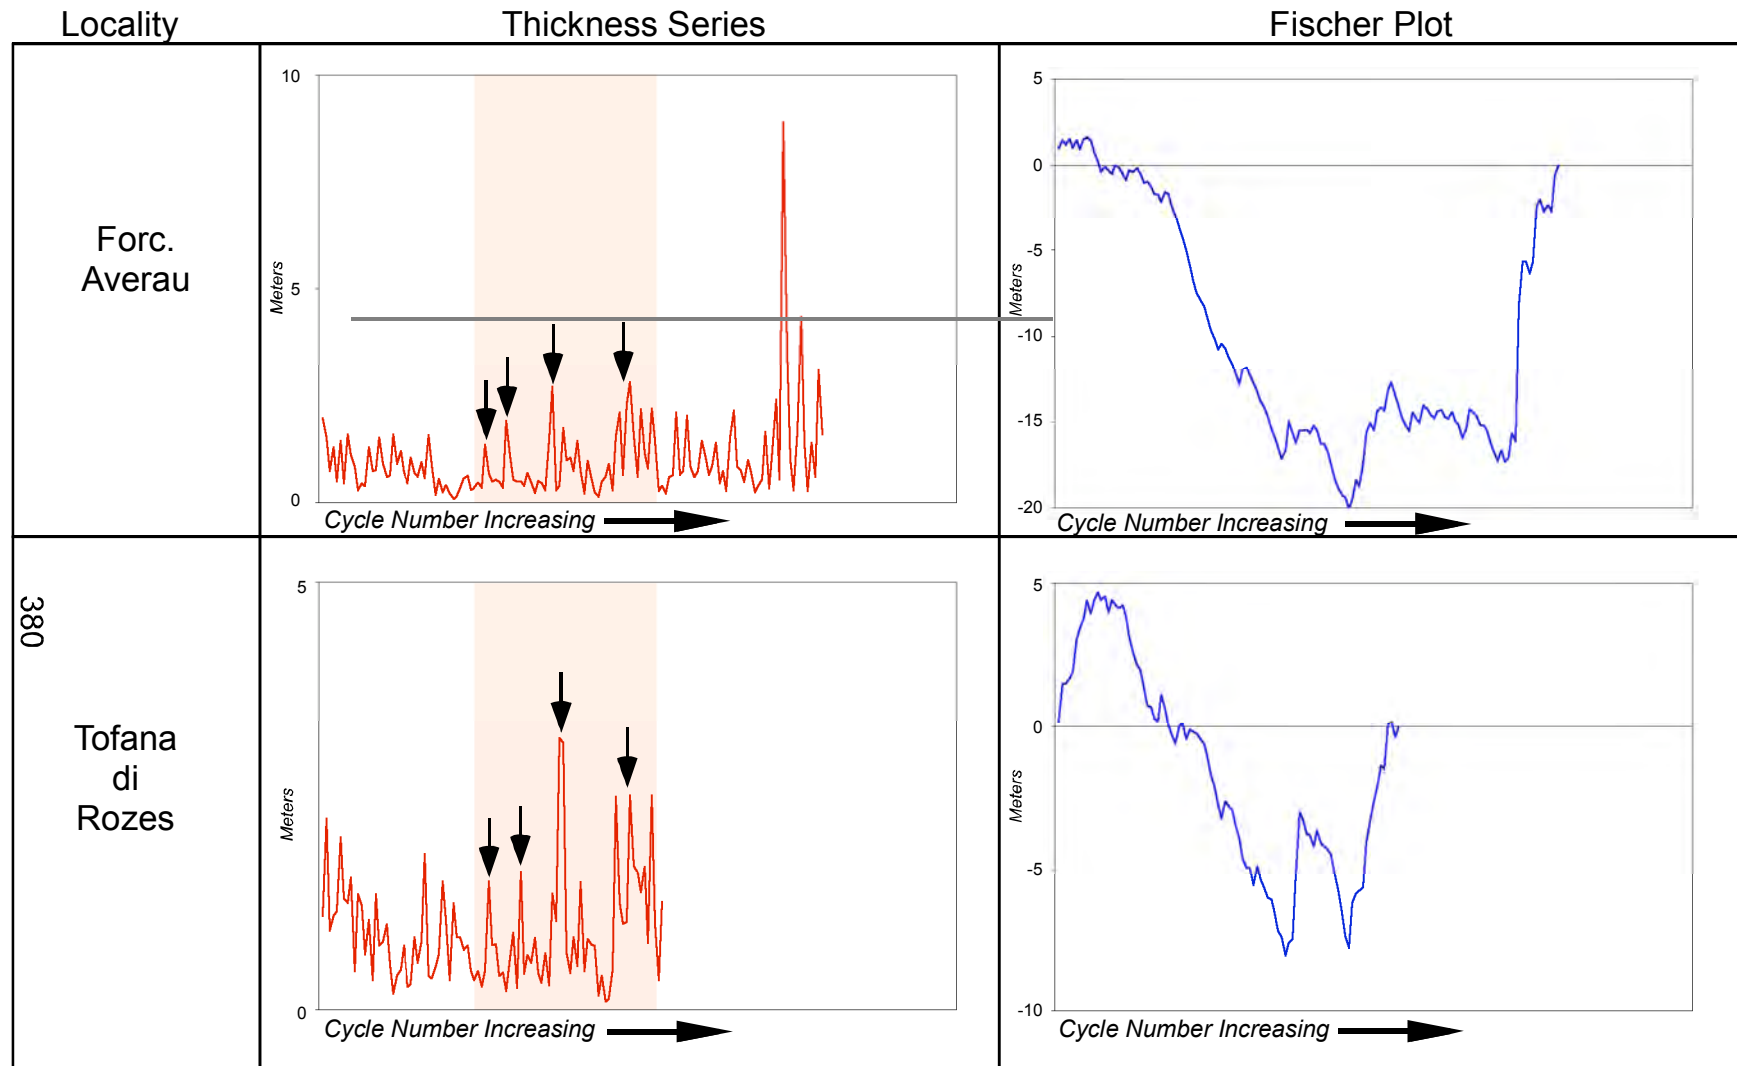 Locality
Thickness Series
Fischer Plot
Forc.
Averau
10
5
0
Meters
Cycle Number Increasing
5
0
-5
-10
-15
-20
Meters
Cycle Number Increasing
380
Tofana
di
Rozes
5
0
Meters
Cycle Number Increasing
5
0
-5
-10
Meters
Cycle Number Increasing